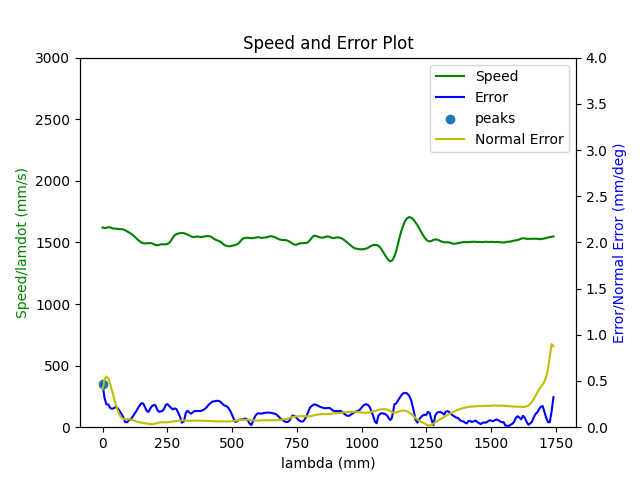 Speed and Error Plot
3000
2500
2000
1500
1000
500
0
Speed/lamdot (mm/s)
4.0
3.5
3.0
2.5
2.0
1.5
1.0
0.5
0.0
Error/Normal Error (mm/deg)
Speed
Error
peaks
Normal Error
0 250 500 750 1000 1250 1500 1750
lambda (mm)